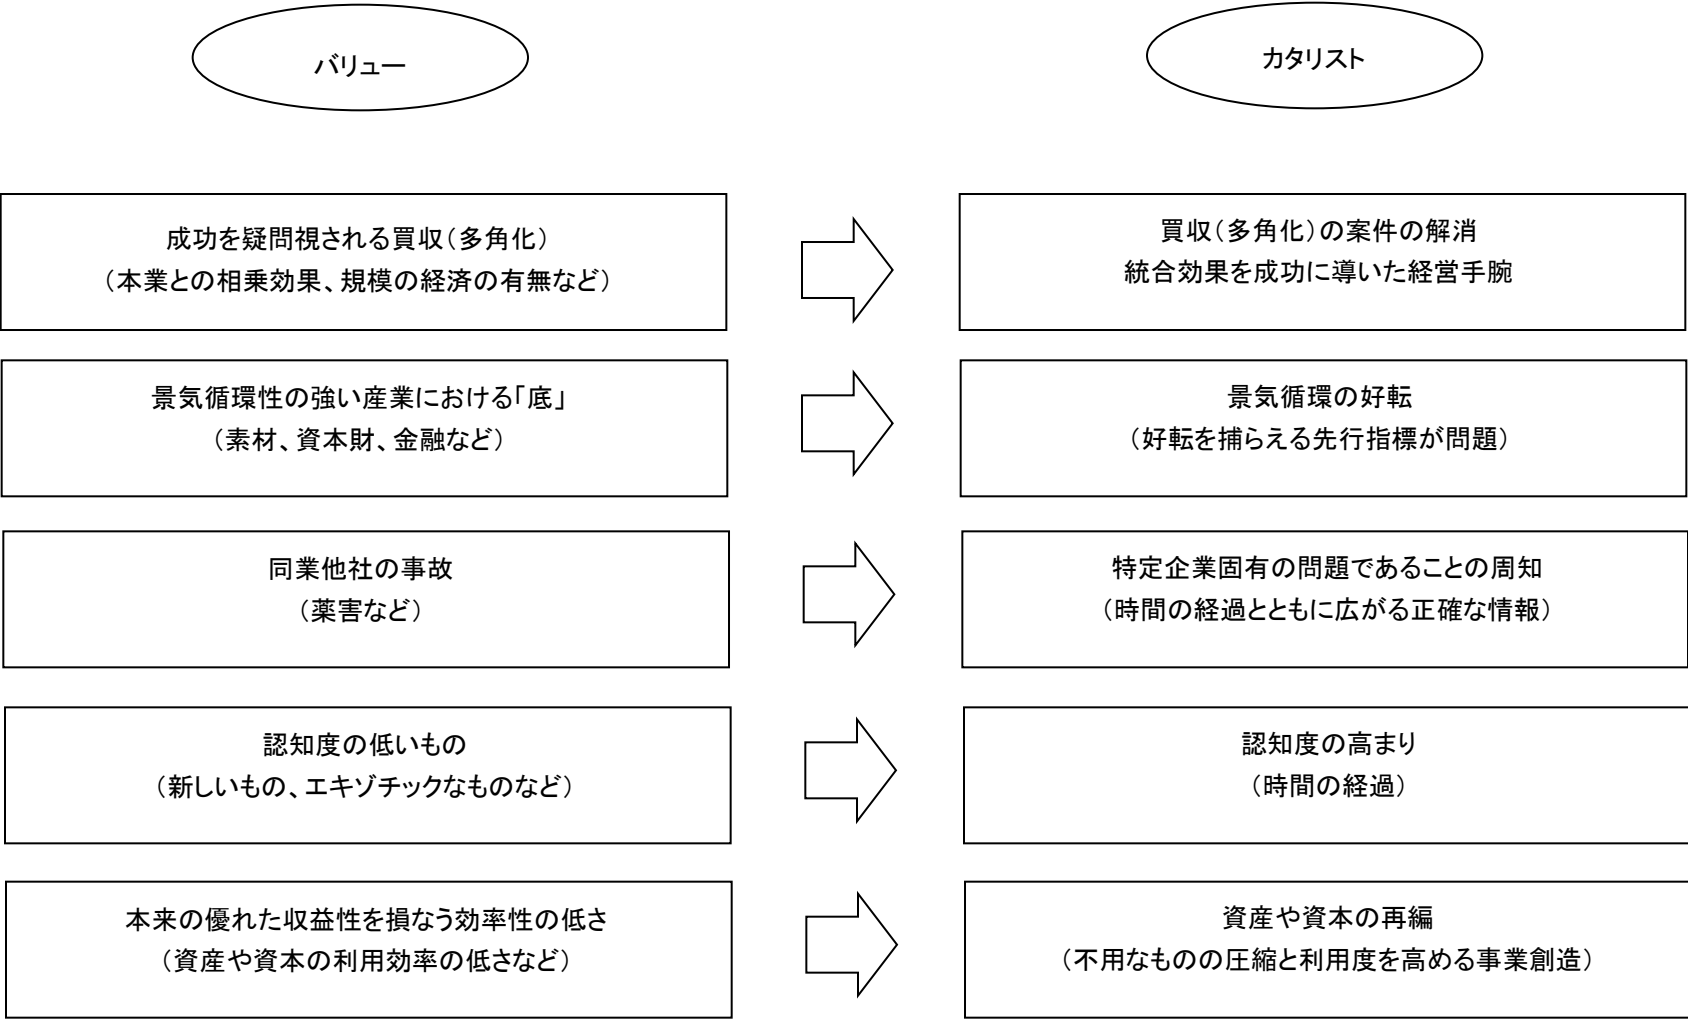 バリュー
カタリスト
成功を疑問視される買収（多角化）
（本業との相乗効果、規模の経済の有無など）
買収（多角化）の案件の解消
統合効果を成功に導いた経営手腕
景気循環性の強い産業における「底」
（素材、資本財、金融など）
景気循環の好転
（好転を捕らえる先行指標が問題）
同業他社の事故
（薬害など）
特定企業固有の問題であることの周知
（時間の経過とともに広がる正確な情報）
認知度の低いもの
（新しいもの、エキゾチックなものなど）
認知度の高まり
（時間の経過）
本来の優れた収益性を損なう効率性の低さ
（資産や資本の利用効率の低さなど）
資産や資本の再編
（不用なものの圧縮と利用度を高める事業創造）